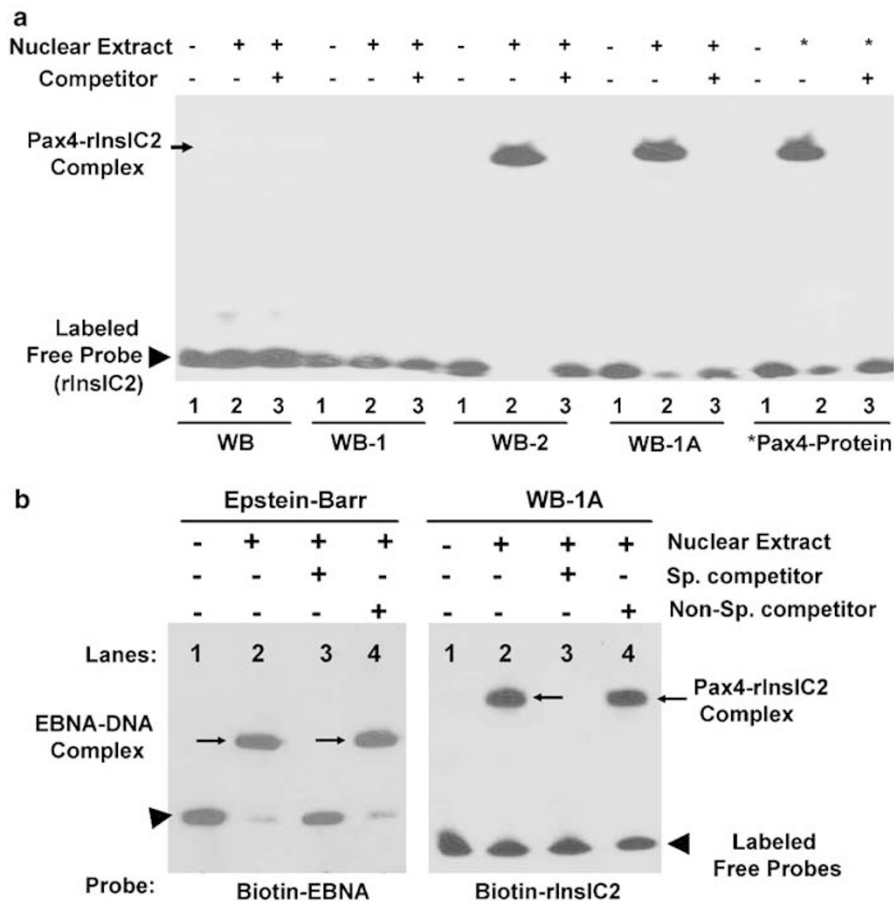 a
Nuclear Extract - + + - + + - + + - + + - * *
Competitor - - + - - + - - + - - + - - +
Pax4-rInsIC2
Complex
Labeled
Free Probe
(rInsIC2)
1 2 3 1 2 3 1 2 3 1 2 3 1 2 3
WB WB-1 WB-2 WB-1A *Pax4-Protein
b
Epstein-Barr WB-1A
- + + + - + + + Nuclear Extract
- - + - - - + - Sp. competitor
- - - + - - - + Non-Sp. competitor
Lanes: 1 2 3 4 1 2 3 4
EBNA-DNA
Complex
Pax4-rInsIC2
Complex
Labeled
Free Probes
Probe: Biotin-EBNA Biotin-rInsIC2